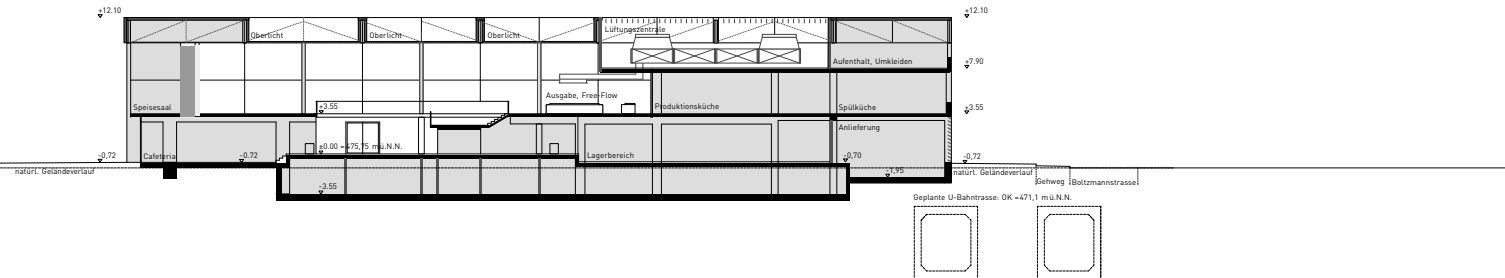 +12.10
+12.10
Oberlicht
Oberlicht
Oberlicht
Lüftungszentrale
Aufenthalt, Umkleiden
+7.90
Speisesaal
+3.55
Ausgabe, Free-Flow
Produktionsküche
Spülküche
+3.55
Anlieferung
-0,72
Cafeteria
-0.72
±0.00 =475,75 mü.N.N.
Lagerbereich
-0,70
-0,72
natürl. Geländeverlauf
-3.55
-1,95
natürl. Geländeverlauf
Gehweg
Boltzmannstrasse
Geplante U-Bahntrasse: OK =471,1 mü.N.N.